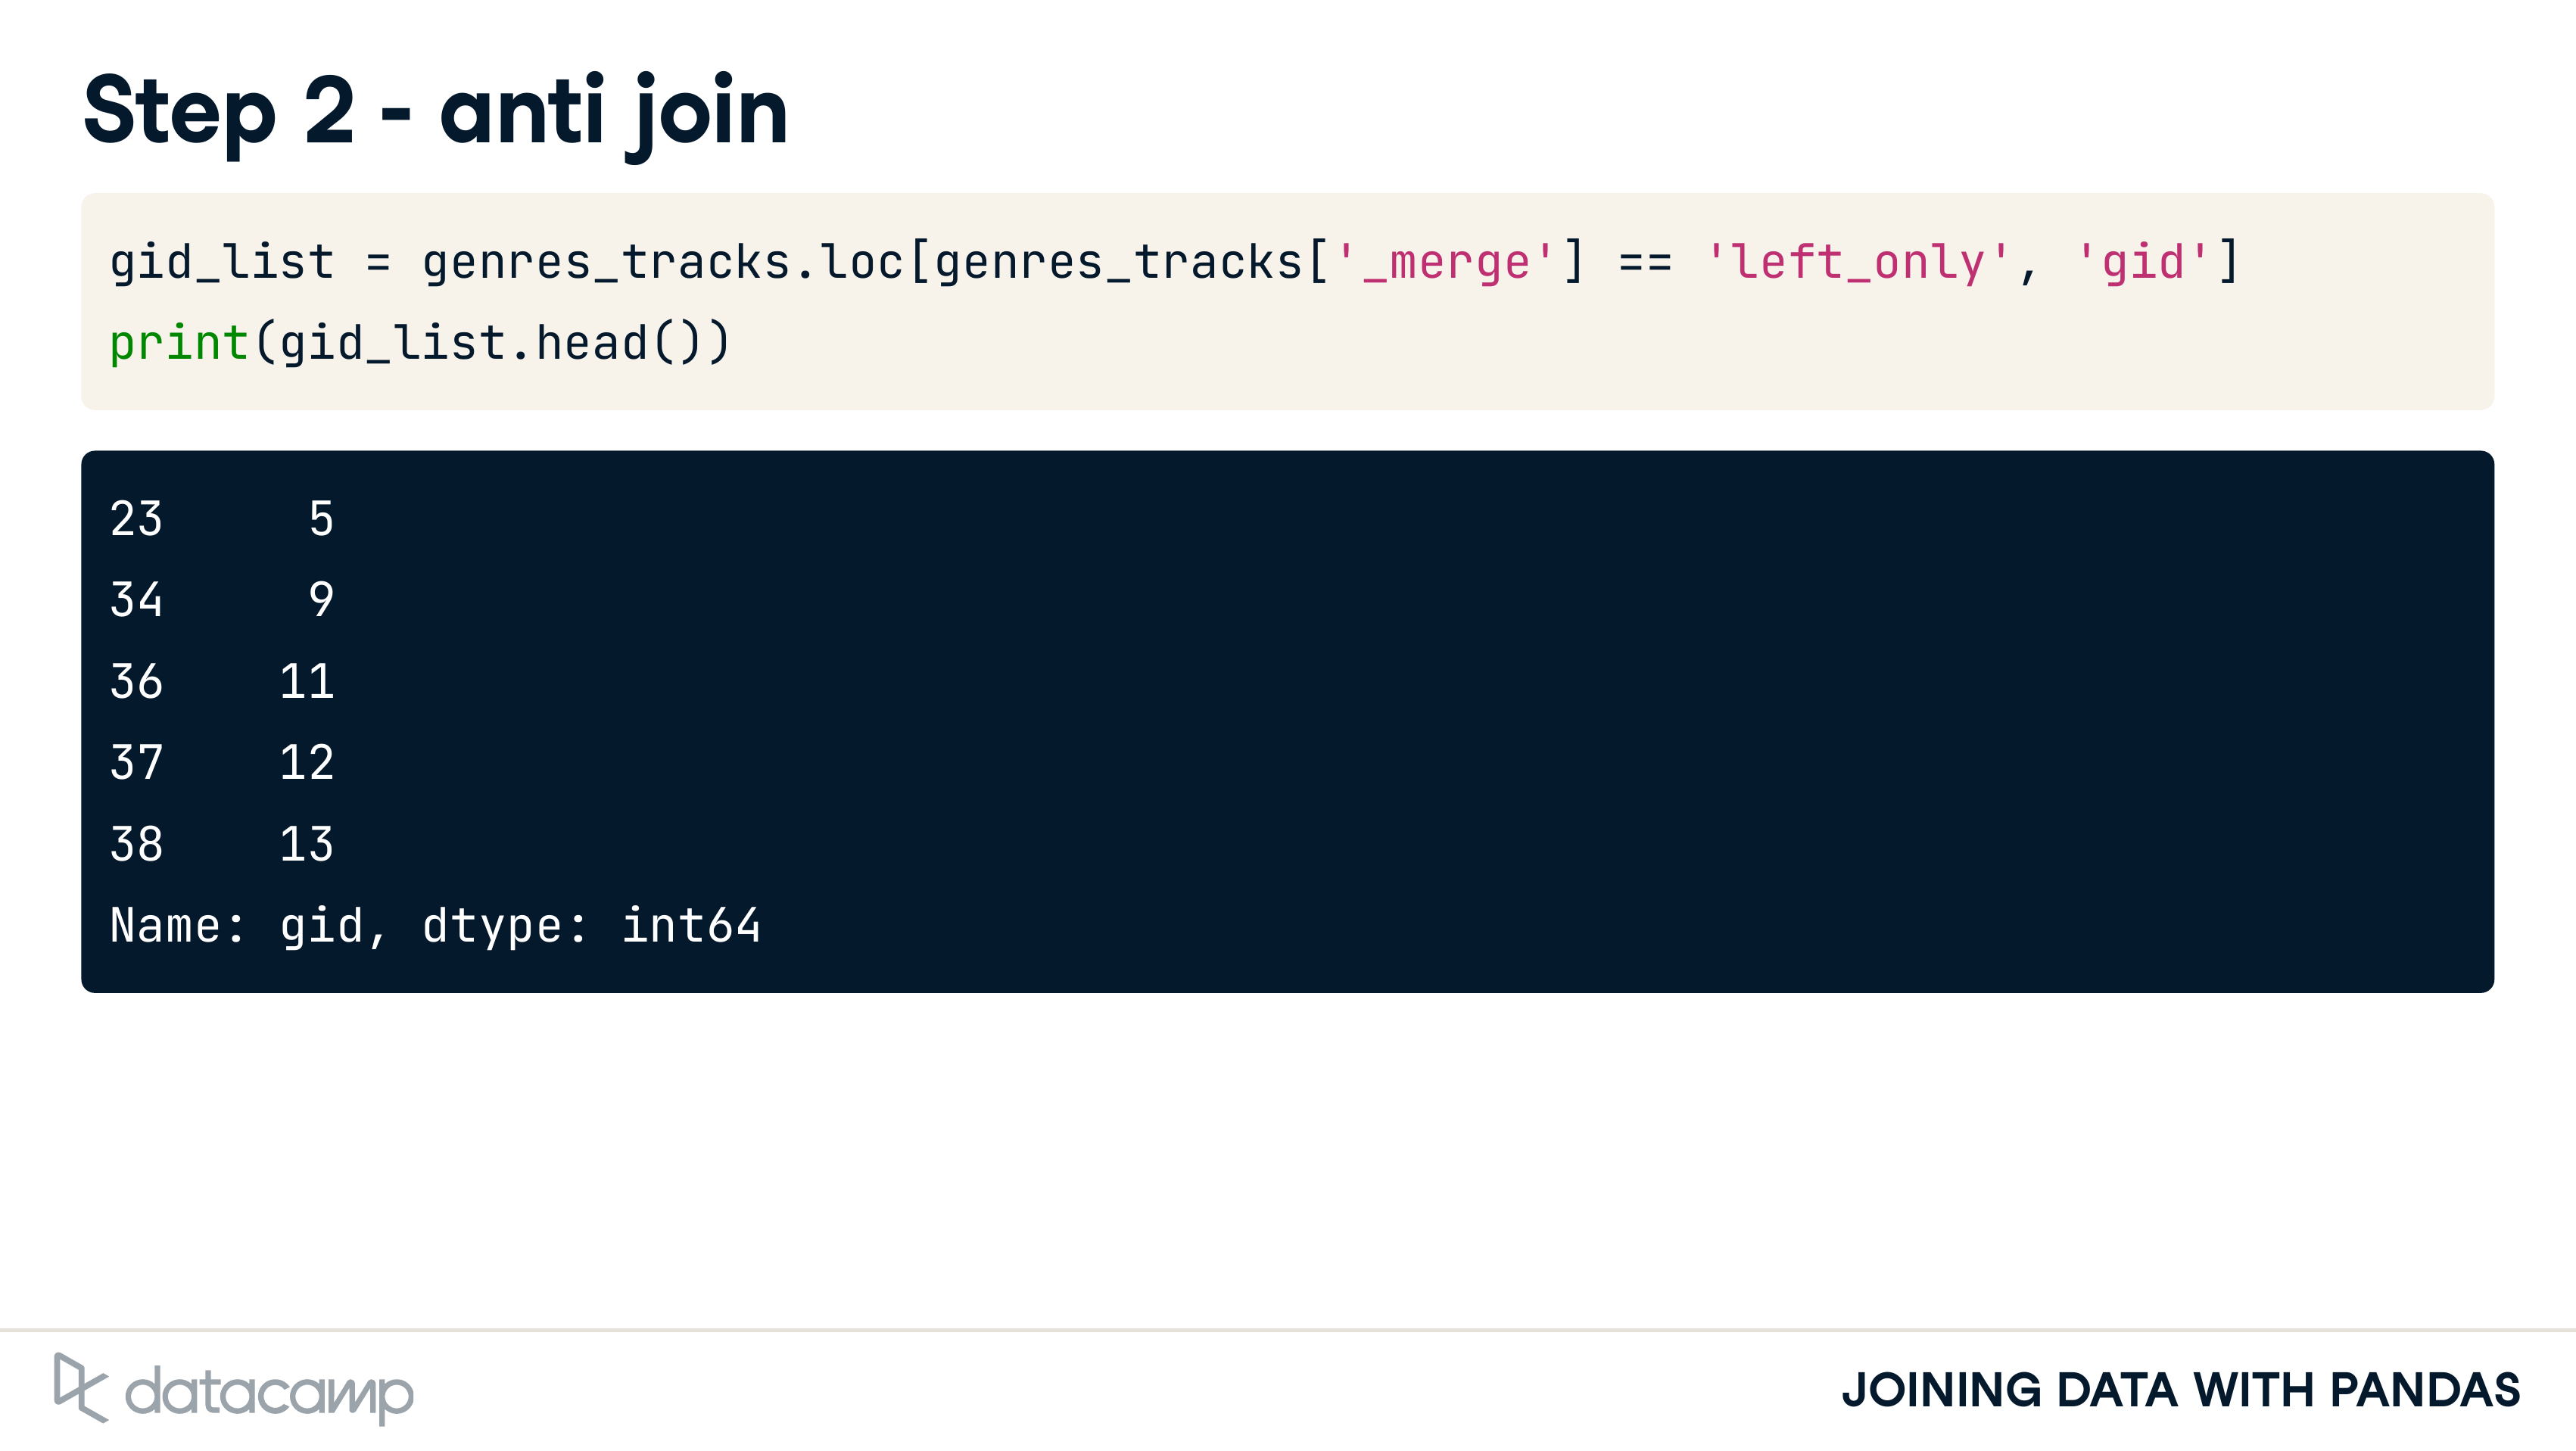 Step 2 - anti join
gid_list = genres_tracks.loc[genres_tracks['_merge'] == 'left_only', 'gid']
print(gid_list.head())
23     5
34     9
36    11
37    12
38    13
Name: gid, dtype: int64
datacamp
JOINING DATA WITH PANDAS